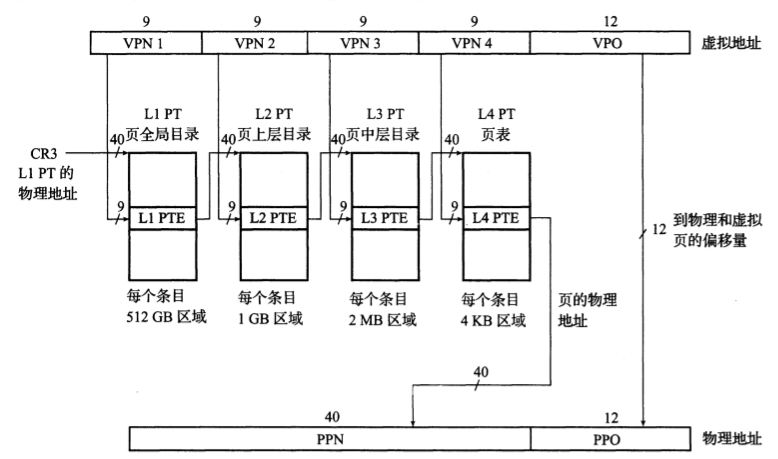 9 9 9 9 12
VPN 1 VPN 2 VPN 3 VPN 4 VPO 虚拟地址
L1 PT L2 PT L3 PT L4 PT
页全局目录 页上层目录 页中层目录 页表
40 40 40 40
CR3
L1 PT 的
物理地址
9 9 9 9
L1 PTE L2 PTE L3 PTE L4 PTE
12 到物理和虚拟
页的偏移量
每个条目 每个条目 每个条目 每个条目 页的物理
512 GB 区域 1 GB 区域 2 MB 区域 4 KB 区域 地址
40
40 12
PPN PPO 物理地址